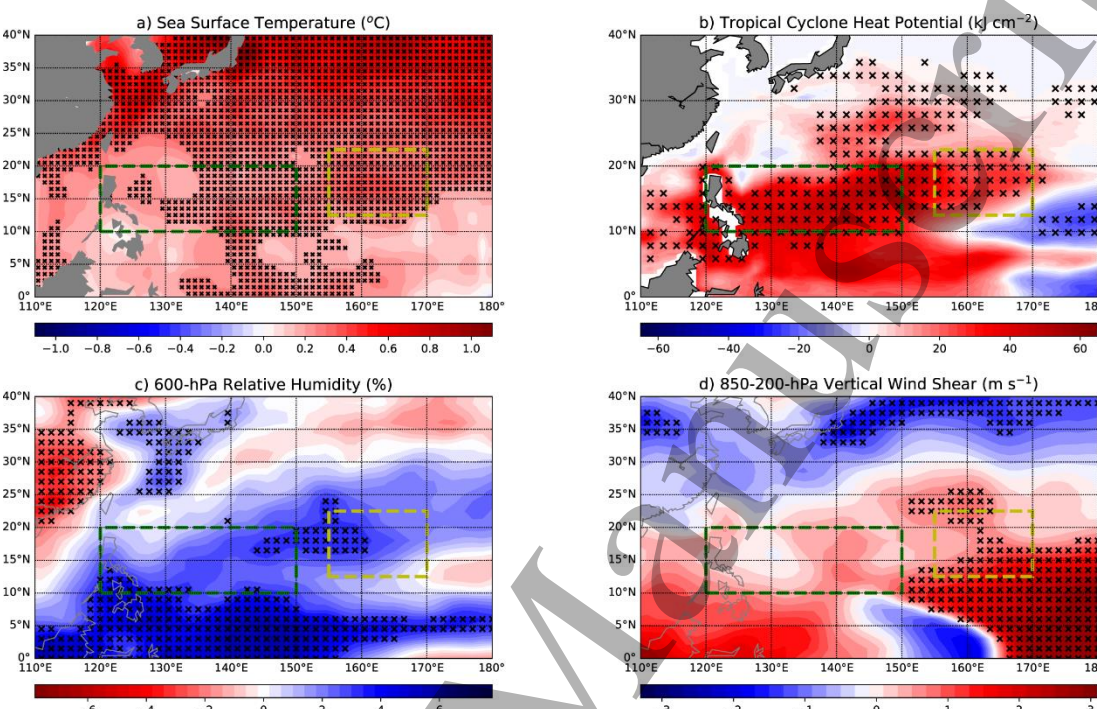 a) Sea Surface Temperature (°C)
40°N
35°N
30°N
25°N
20°N
15°N
10°N
5°N
0°
110°E 120°E 130°E 140°E 150°E 160°E 170°E 180°
−1.0 −0.8 −0.6 −0.4 −0.2 0.0 0.2 0.4 0.6 0.8 1.0
b) Tropical Cyclone Heat Potential (kJ cm⁻²)
40°N
35°N
30°N
25°N
20°N
15°N
10°N
5°N
0°
110°E 120°E 130°E 140°E 150°E 160°E 170°E
−60 −40 −20 0 20 40 60
c) 600-hPa Relative Humidity (%)
40°N
35°N
30°N
25°N
20°N
15°N
10°N
5°N
0°
110°E 120°E 130°E 140°E 150°E 160°E 170°E 180°
d) 850-200-hPa Vertical Wind Shear (m s⁻¹)
40°N
35°N
30°N
25°N
20°N
15°N
10°N
5°N
0°
110°E 120°E 130°E 140°E 150°E 160°E 170°E
Manuscri